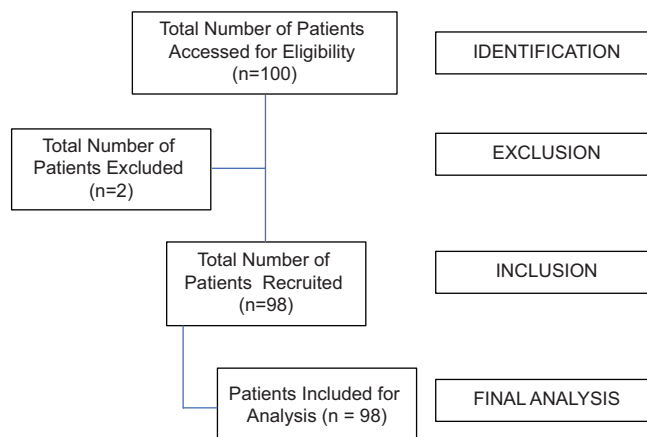 Total Number of Patients
Accessed for Eligibility
(n=100)
IDENTIFICATION
Total Number of
Patients Excluded
(n=2)
EXCLUSION
Total Number of
Patients Recruited
(n=98)
INCLUSION
Patients Included for
Analysis (n = 98)
FINAL ANALYSIS